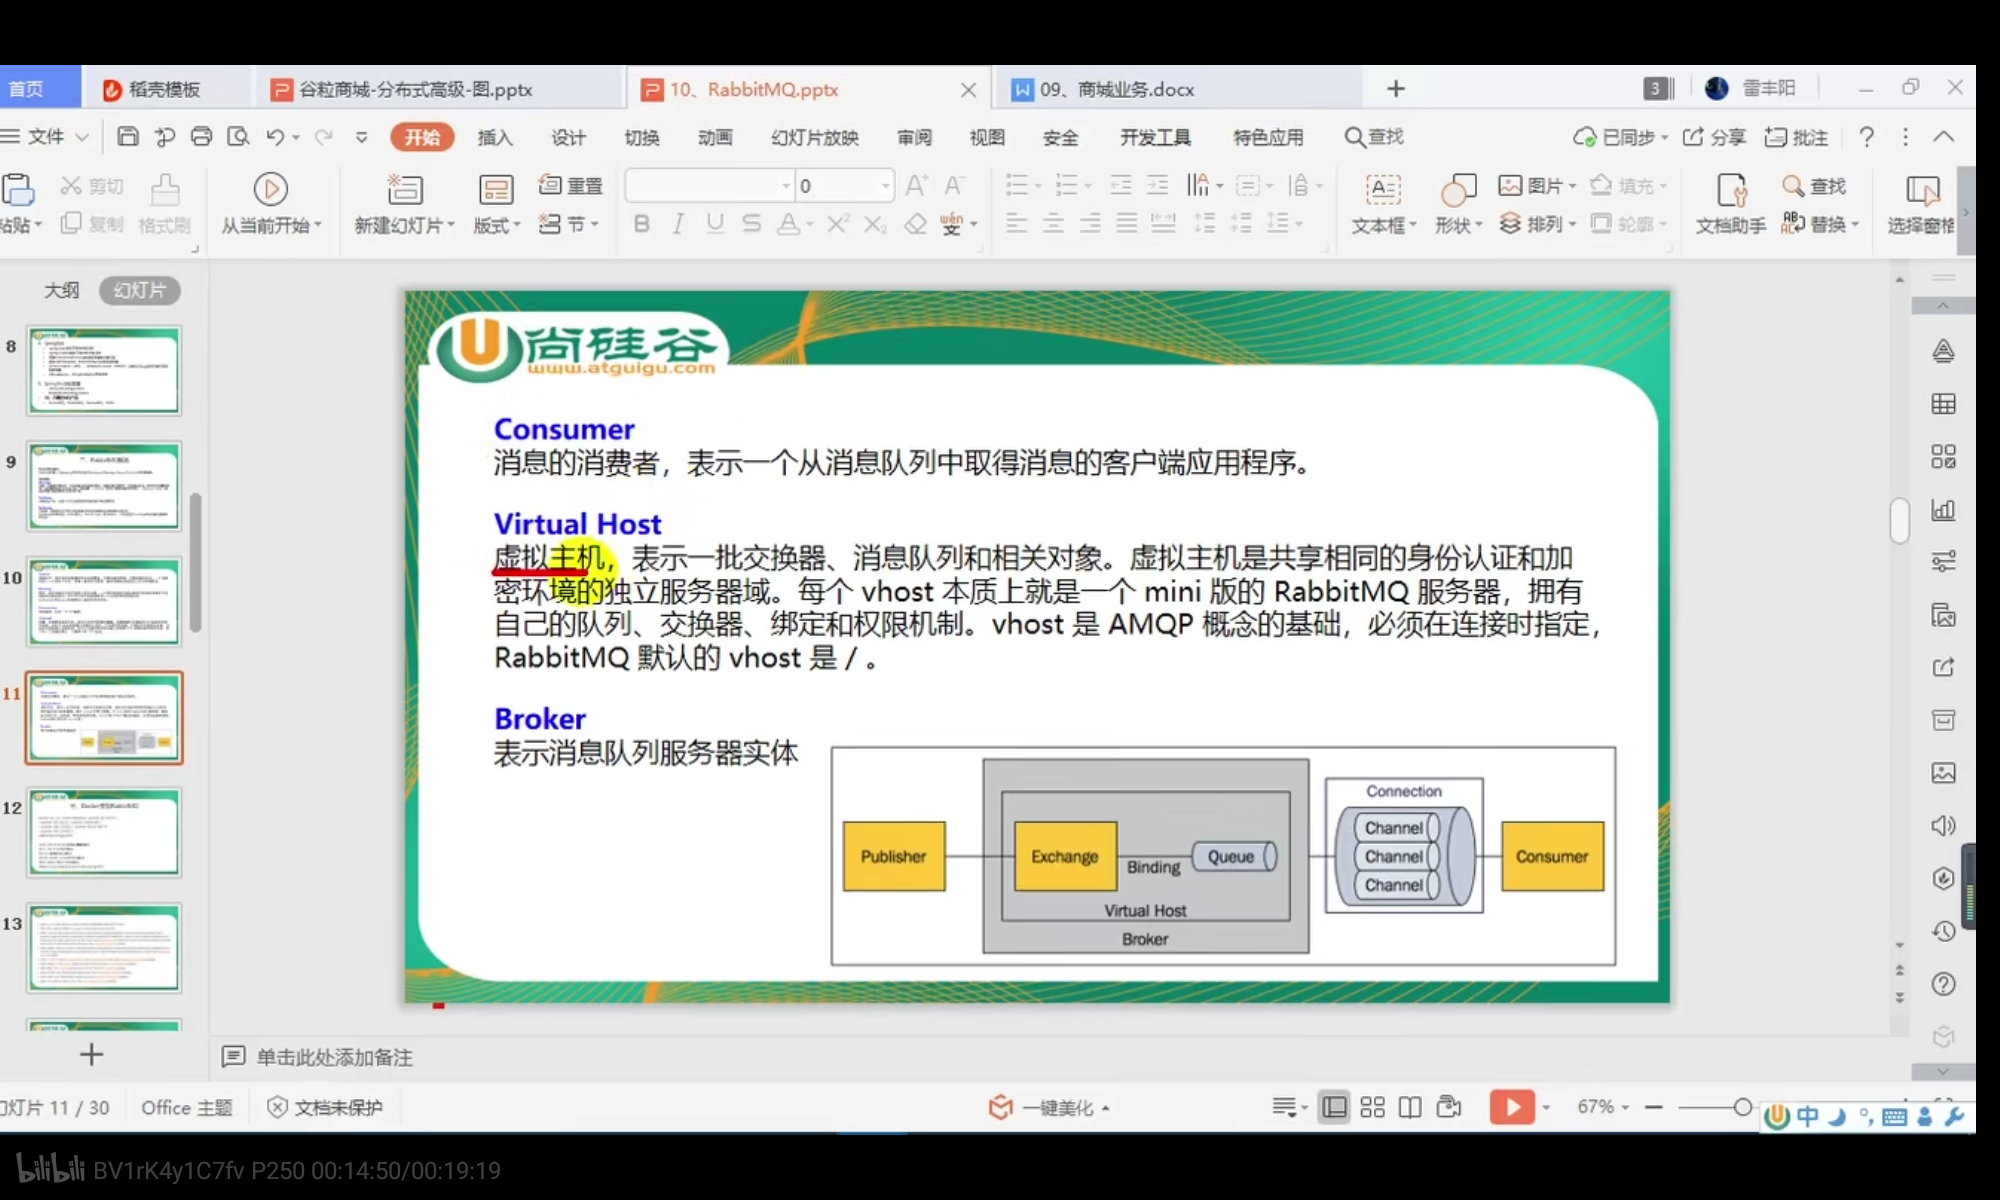 首页
稻壳模板
谷粒商城-分布式高级-图.pptx
10、RabbitMQ.pptx
09、商城业务.docx
3
雷丰阳
文件
开始
插入
设计
切换
动画
幻灯片放映
审阅
视图
安全
开发工具
特色应用
查找
已同步
分享
批注
粘贴
剪切
复制
格式刷
从当前开始
新建幻灯片
版式
重置
节
0
文本框
形状
图片
排列
填充
轮廓
文档助手
查找
替换
选择窗格
大纲
幻灯片
8
9
10
11
12
13
尚硅谷
www.atguigu.com
Consumer
消息的消费者，表示一个从消息队列中取得消息的客户端应用程序。
Virtual Host
虚拟主机，表示一批交换器、消息队列和相关对象。虚拟主机是共享相同的身份认证和加
密环境的独立服务器域。每个 vhost 本质上就是一个 mini 版的 RabbitMQ 服务器，拥有
自己的队列、交换器、绑定和权限机制。vhost 是 AMQP 概念的基础，必须在连接时指定，
RabbitMQ 默认的 vhost 是 / 。
Broker
表示消息队列服务器实体
Publisher
Exchange
Binding
Queue
Virtual Host
Broker
Connection
Channel
Channel
Channel
Consumer
单击此处添加备注
幻灯片 11 / 30
Office 主题
文档未保护
一键美化
67%
中
bilibili BV1rK4y1C7fv P250 00:14:50/00:19:19